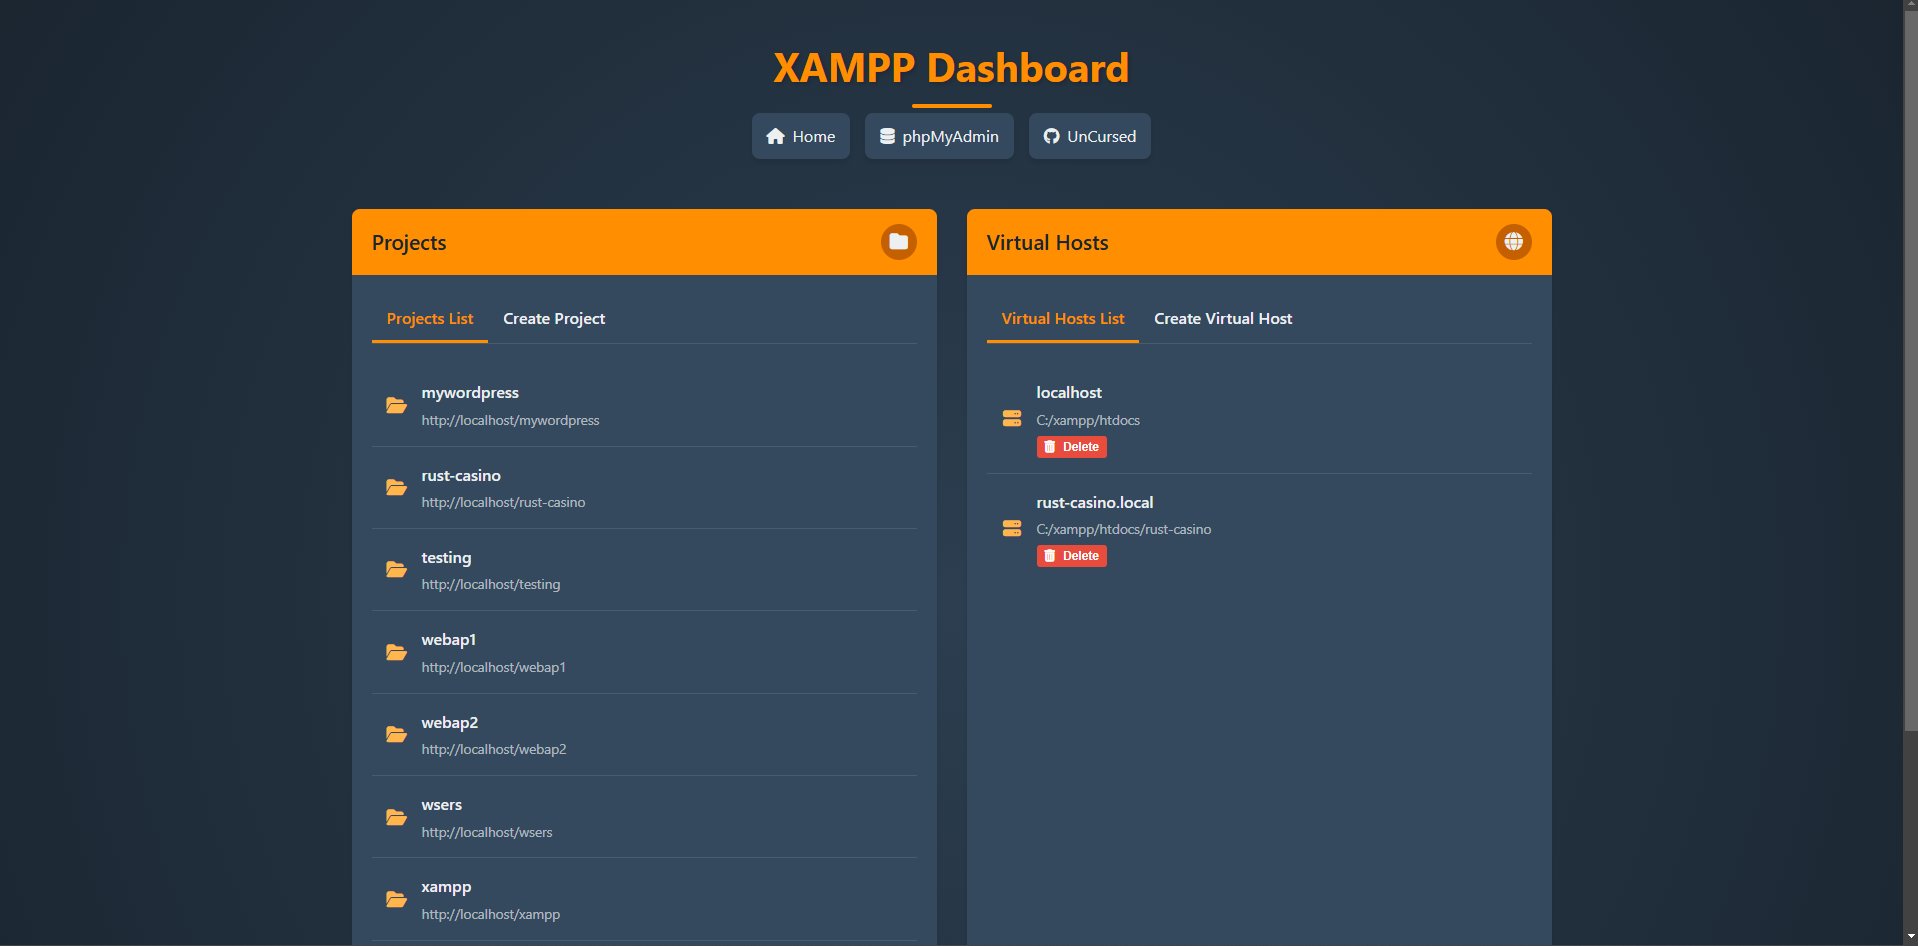 XAMPP Dashboard
Home
phpMyAdmin
UnCursed
Projects
Projects List
Create Project
mywordpress
http://localhost/mywordpress
rust-casino
http://localhost/rust-casino
testing
http://localhost/testing
webap1
http://localhost/webap1
webap2
http://localhost/webap2
wsers
http://localhost/wsers
xampp
http://localhost/xampp
Virtual Hosts
Virtual Hosts List
Create Virtual Host
localhost
C:/xampp/htdocs
Delete
rust-casino.local
C:/xampp/htdocs/rust-casino
Delete